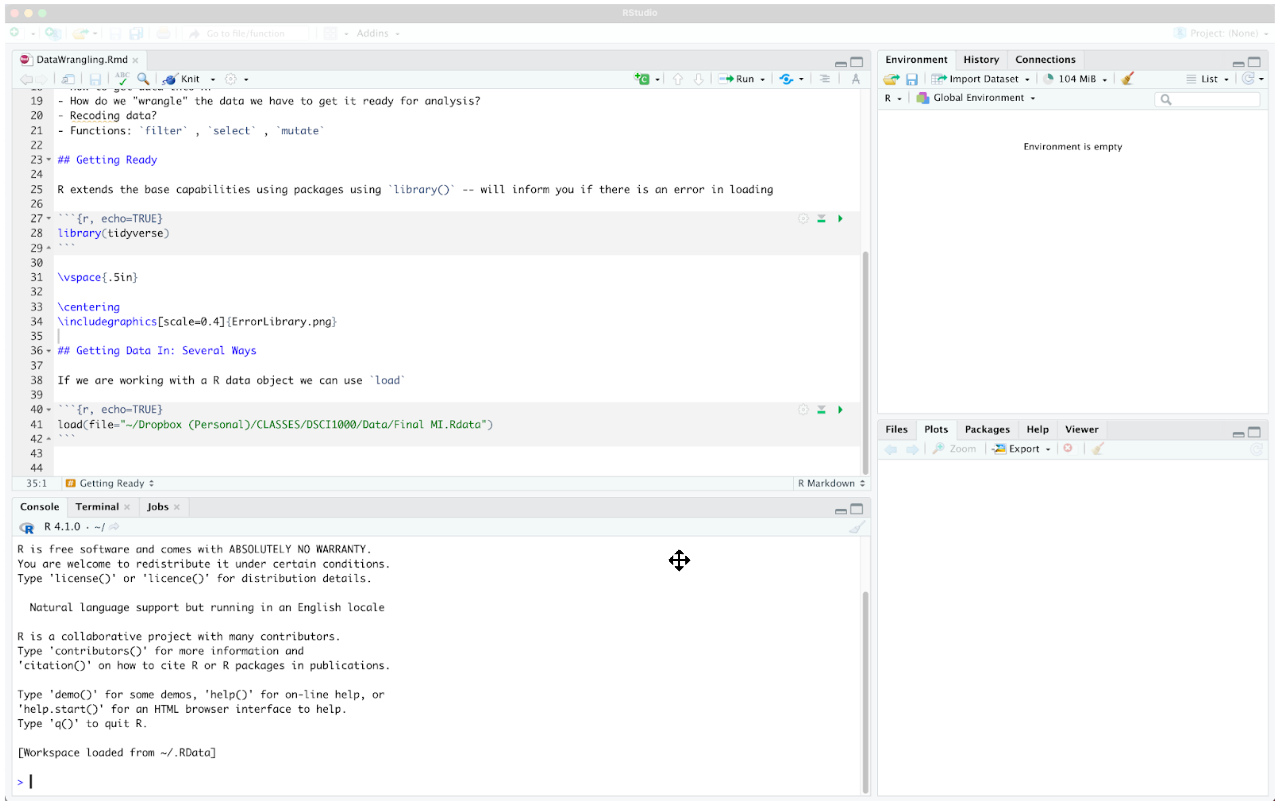 RStudio
Go to file/function
Addins
Project: (None)
DataWrangling.Rmd
ABC
Knit
Run
19 - How do we "wrangle" the data we have to get it ready for analysis?
20 - Recoding data?
21 - Functions: `filter` , `select` , `mutate`
22
23 ## Getting Ready
24
25 R extends the base capabilities using packages using `library()` -- will inform you if there is an error in loading
26
27 ```{r, echo=TRUE}
28 library(tidyverse)
29 ```
30
31 \vspace{.5in}
32
33 \centering
34 \includegraphics[scale=0.4]{ErrorLibrary.png}
35
36 ## Getting Data In: Several Ways
37
38 If we are working with a R data object we can use `load`
39
40 ```{r, echo=TRUE}
41 load(file="~/Dropbox (Personal)/CLASSES/DSCI1000/Data/Final MI.Rdata")
42 ```
43
44
35:1 Getting Ready R Markdown
Console Terminal Jobs
R 4.1.0 · ~/
R is free software and comes with ABSOLUTELY NO WARRANTY.
You are welcome to redistribute it under certain conditions.
Type 'license()' or 'licence()' for distribution details.
Natural language support but running in an English locale
R is a collaborative project with many contributors.
Type 'contributors()' for more information and
'citation()' on how to cite R or R packages in publications.
Type 'demo()' for some demos, 'help()' for on-line help, or
'help.start()' for an HTML browser interface to help.
Type 'q()' to quit R.
[Workspace loaded from ~/.RData]
>
Environment History Connections
Import Dataset 104 MiB List
R Global Environment
Environment is empty
Files Plots Packages Help Viewer
Zoom Export